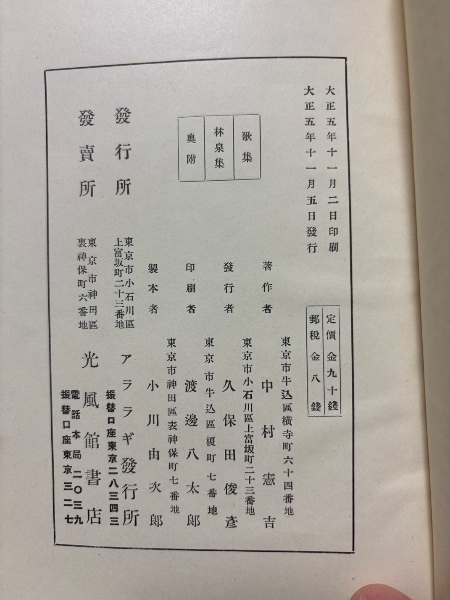 大正五年十一月二日印刷
大正五年十一月五日發行
定價金九十錢
郵税金八錢
歌集
林泉集
奥附
東京市牛込區橫寺町六十四番地
著作者 中村憲吉
東京市小石川區上富坂町二十三番地
發行者 久保田俊彥
東京市牛込區榎町七番地
印刷者 渡邊八太郎
東京市神田區表神保町七番地
製本者 小川由次郎
發行所
東京市小石川區
上富坂町二十三番地
アララギ發行所
振替口座東京二八三四三
發賣所
東京市神田區
裏神保町六番地
光風館書店
電話本局二〇三九
振替口座東京三二七